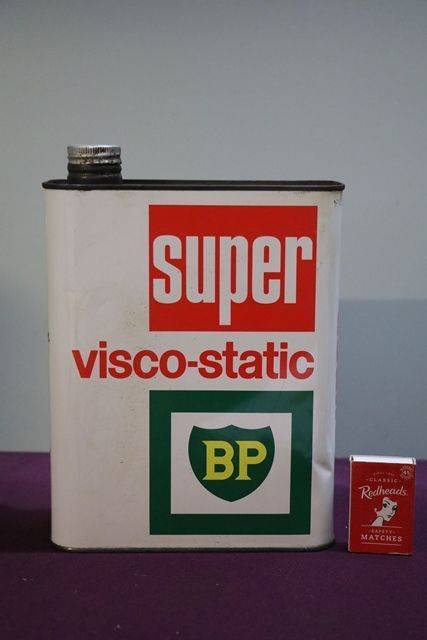 super
visco-static
BP
CLASSIC
Redheads
SAFETY
MATCHES